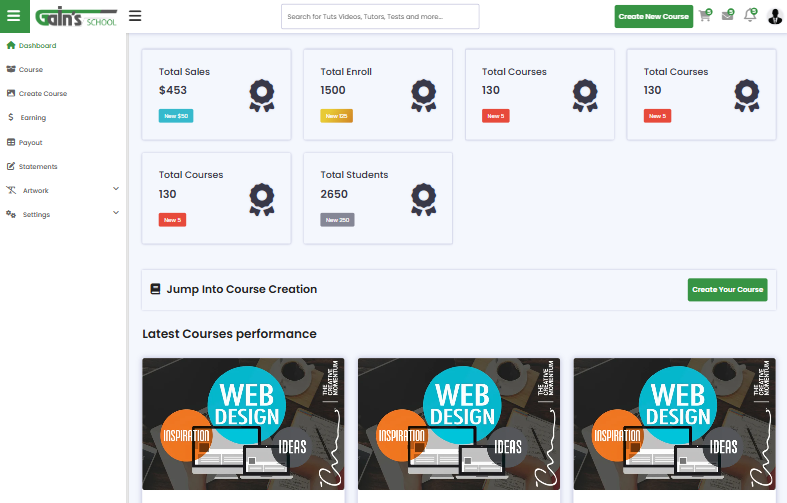 Gain's
SCHOOL
Search for Tuts Videos, Tutors, Tests and more...
Create New Course
Dashboard
Course
Create Course
$ Earning
Payout
Statements
Artwork
Settings
Total Sales
$453
New $50
Total Enroll
1500
New 125
Total Courses
130
New 5
Total Courses
130
New 5
Total Courses
130
New 5
Total Students
2650
New 250
Jump Into Course Creation
Create Your Course
Latest Courses performance
WEB
DESIGN
INSPIRATION
IDEAS
THE
CREATIVE
MOMENTUM
WEB
DESIGN
INSPIRATION
IDEAS
THE
CREATIVE
MOMENTUM
WEB
DESIGN
INSPIRATION
IDEAS
THE
CREATIVE
MOMENTUM